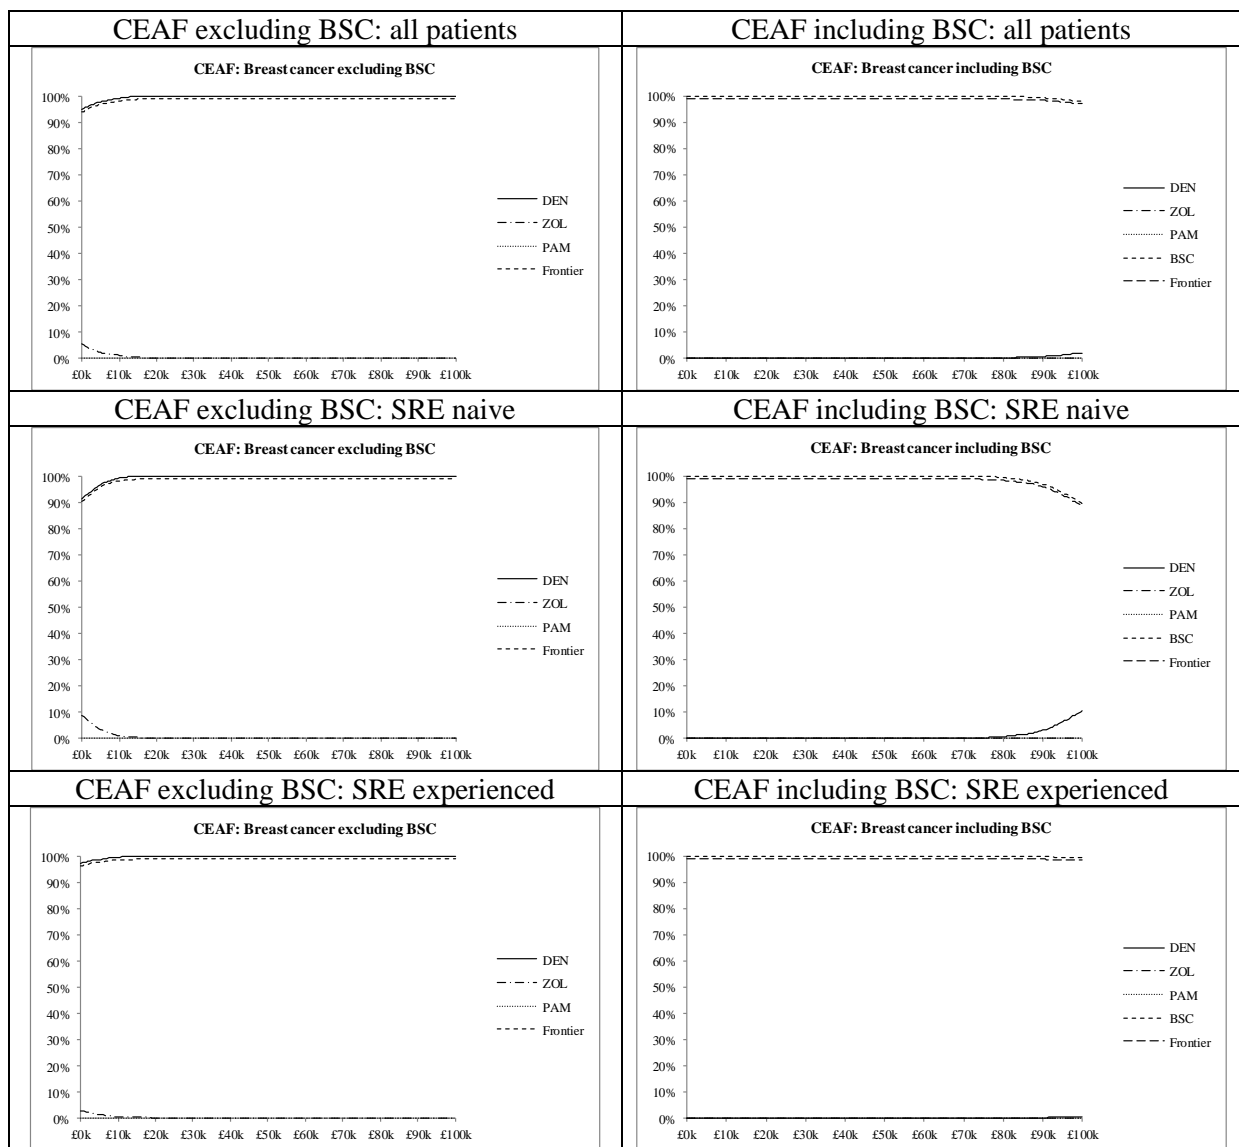 CEAF excluding BSC: all patients
CEAF including BSC: all patients
CEAF: Breast cancer excluding BSC
100%
90%
80%
70%
60%
50%
40%
30%
20%
10%
0%
£0k £10k £20k £30k £40k £50k £60k £70k £80k £90k £100k
DEN
ZOL
PAM
Frontier
CEAF: Breast cancer including BSC
100%
90%
80%
70%
60%
50%
40%
30%
20%
10%
0%
£0k £10k £20k £30k £40k £50k £60k £70k £80k £90k £100k
DEN
ZOL
PAM
BSC
Frontier
CEAF excluding BSC: SRE naive
CEAF including BSC: SRE naive
CEAF: Breast cancer excluding BSC
100%
90%
80%
70%
60%
50%
40%
30%
20%
10%
0%
£0k £10k £20k £30k £40k £50k £60k £70k £80k £90k £100k
DEN
ZOL
PAM
Frontier
CEAF: Breast cancer including BSC
100%
90%
80%
70%
60%
50%
40%
30%
20%
10%
0%
£0k £10k £20k £30k £40k £50k £60k £70k £80k £90k £100k
DEN
ZOL
PAM
BSC
Frontier
CEAF excluding BSC: SRE experienced
CEAF including BSC: SRE experienced
CEAF: Breast cancer excluding BSC
100%
90%
80%
70%
60%
50%
40%
30%
20%
10%
0%
£0k £10k £20k £30k £40k £50k £60k £70k £80k £90k £100k
DEN
ZOL
PAM
Frontier
CEAF: Breast cancer including BSC
100%
90%
80%
70%
60%
50%
40%
30%
20%
10%
0%
£0k £10k £20k £30k £40k £50k £60k £70k £80k £90k £100k
DEN
ZOL
PAM
BSC
Frontier